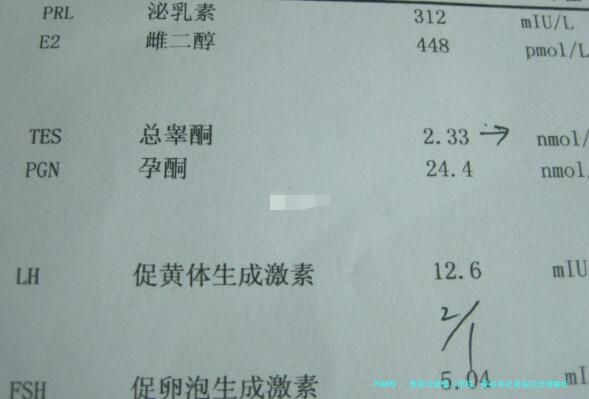 PRL 泌乳素 312 mIU/L
E2 雌二醇 448 pmol/L
TES 总睾酮 2.33 → nmol/
PGN 孕酮 24.4 nmol/
LH 促黄体生成激素 12.6 mIU
2/1
FSH 促卵泡生成激素 5.04 mI